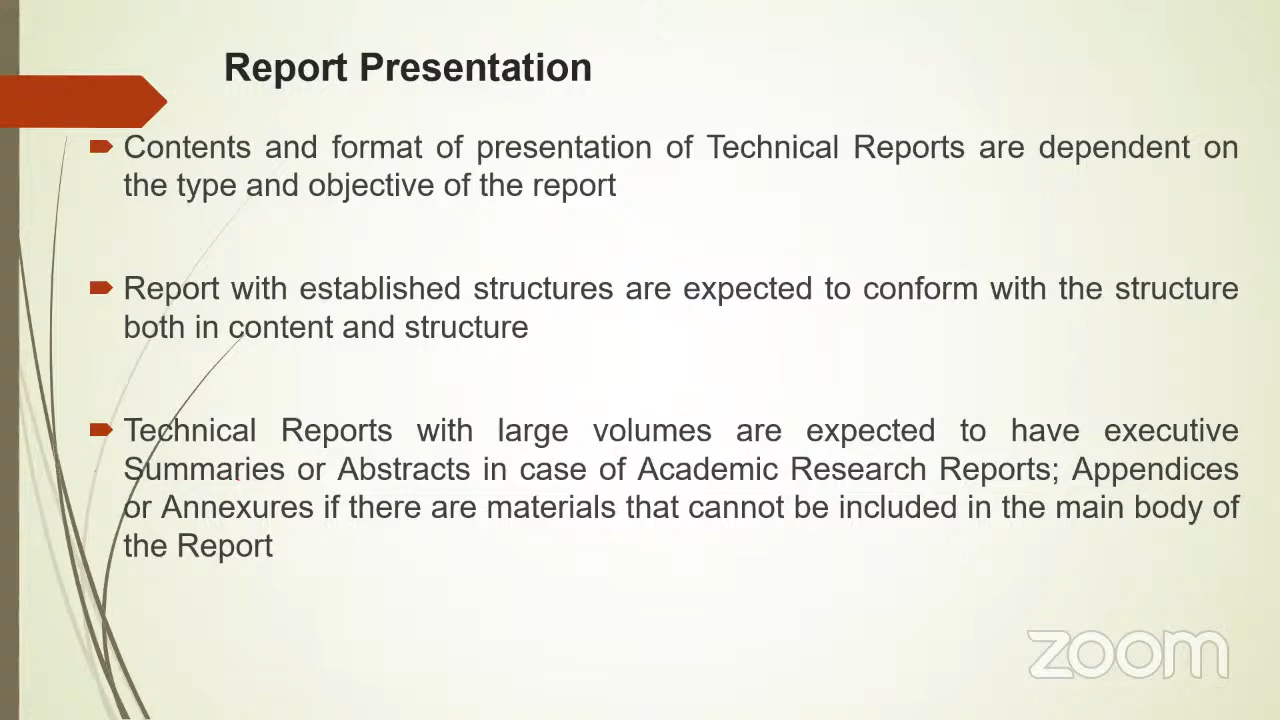 Report Presentation
Contents and format of presentation of Technical Reports are dependent on
the type and objective of the report
Report with established structures are expected to conform with the structure
both in content and structure
Technical Reports with large volumes are expected to have executive
Summaries or Abstracts in case of Academic Research Reports; Appendices
or Annexures if there are materials that cannot be included in the main body of
the Report
zoom